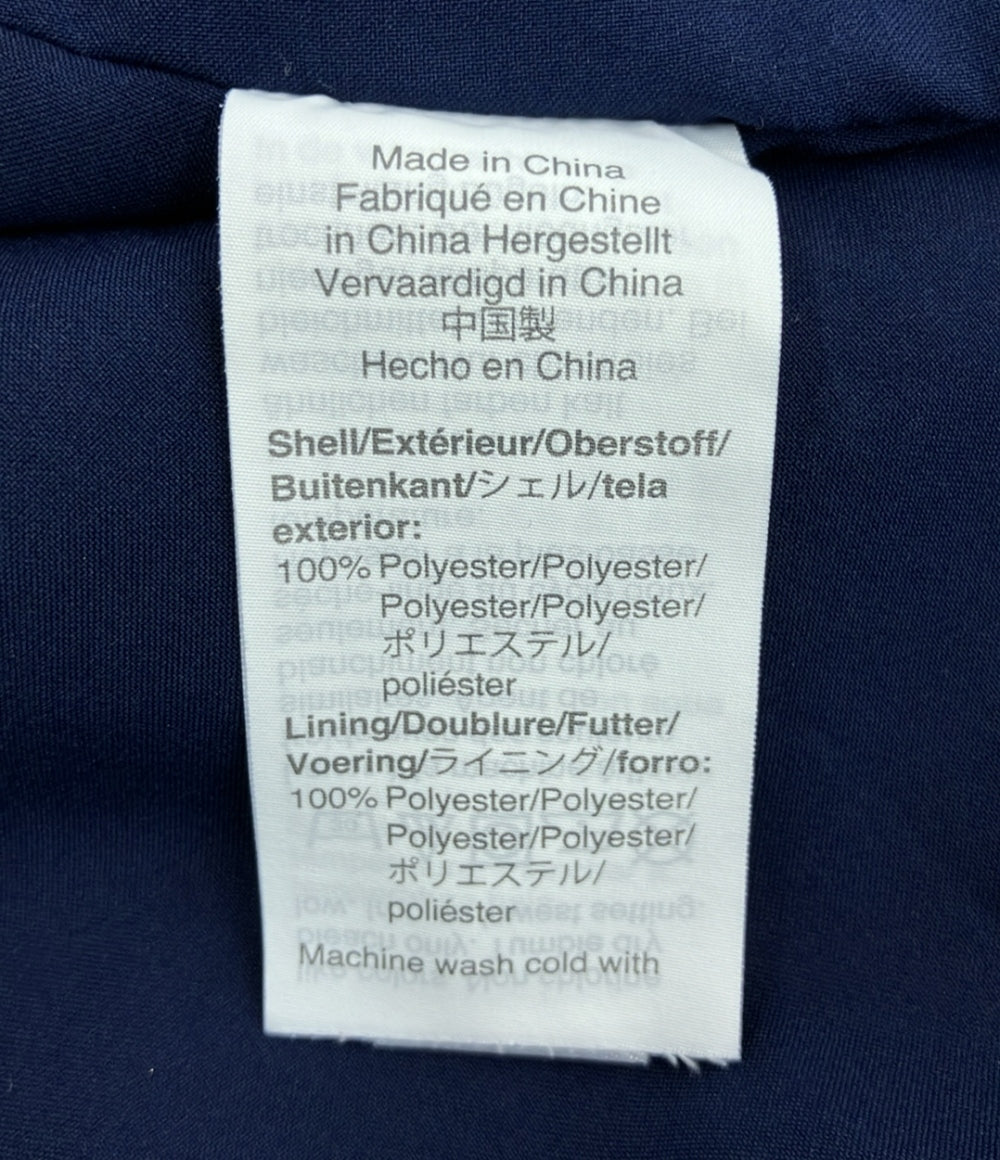 Made in China
Fabriqué en Chine
in China Hergestellt
Vervaardigd in China
中国製
Hecho en China
Shell/Extérieur/Oberstoff/
Buitenkant/シェル/tela
exterior:
100% Polyester/Polyester/
Polyester/Polyester/
ポリエステル/
poliéster
Lining/Doublure/Futter/
Voering/ライニング/forro:
100% Polyester/Polyester/
Polyester/Polyester/
ポリエステル/
poliéster
Machine wash cold with